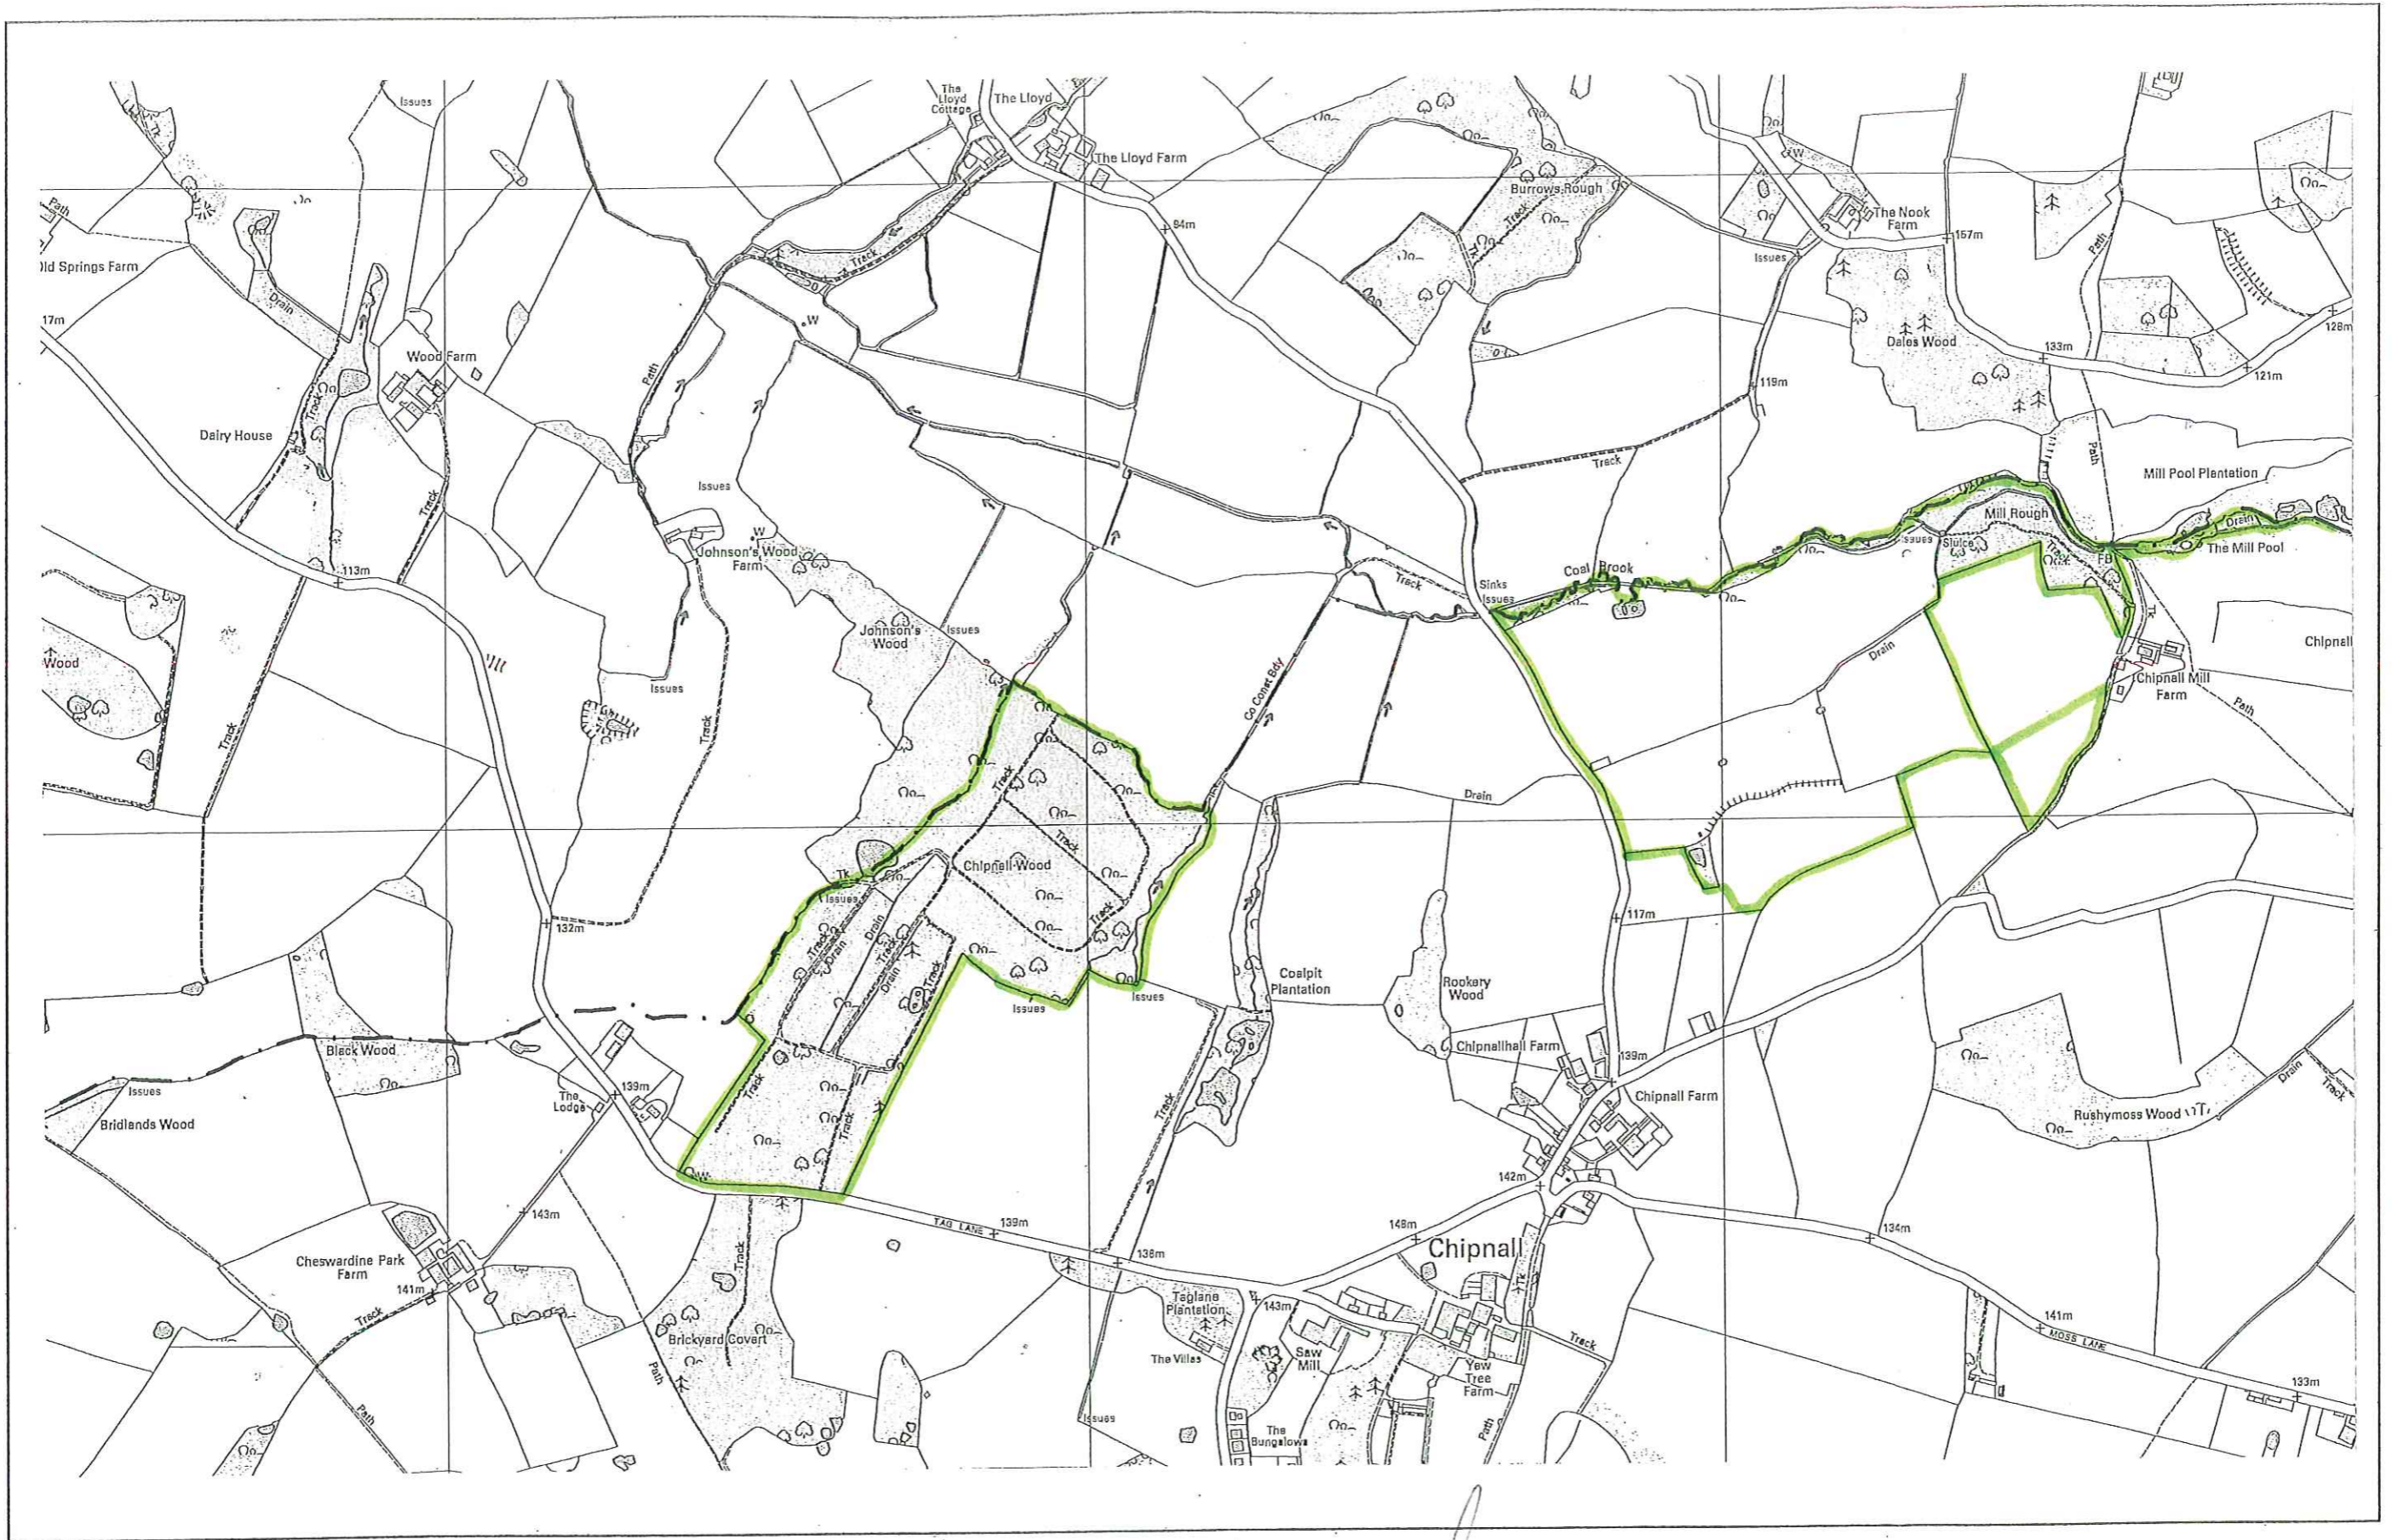 Issues
The
Lloyd
Cottage
The Lloyd
The Lloyd Farm
W
Burrows Rough
Track
Tk
The Nook
Farm
157m
Issues
Path
84m
Path
Old Springs Farm
Drain
17m
Track
W
Path
Wood Farm
Dales Wood
133m
128m
121m
119m
Dairy House
Track
Track
Track
Path
Mill Pool Plantation
Issues
W
Johnson's Wood
Farm
Mill Rough
Issues
Sluice
Track
FB
Drain
The Mill Pool
113m
Coal Brook
Sinks
Issues
Track
Tk
Johnson's
Wood
Issues
Wood
Issues
Drain
Chipnall
Chipnall Mill
Farm
Path
Co Const Bdy
Track
Track
Track
Drain
Track
Chipnall Wood
Tk
Issues
Track
Drain
Drain
Track
Drain
Track
Track
132m
117m
Issues
Issues
Coalpit
Plantation
Rookery
Wood
Black Wood
Issues
Bridlands Wood
The
Lodge
139m
Track
Track
Track
Chipnallhall Farm
139m
Chipnall Farm
Drain
Track
Rushymoss Wood
142m
143m
TAG LANE
139m
138m
148m
Chipnall
134m
Cheswardine Park
Farm
141m
Track
Track
Brickyard Covert
Path
Path
Taglane
Plantation
The Villas
143m
Saw
Mill
Tk
Yew
Tree
Farm
Track
141m
MOSS LANE
133m
Issues
The
Bungalows
Path